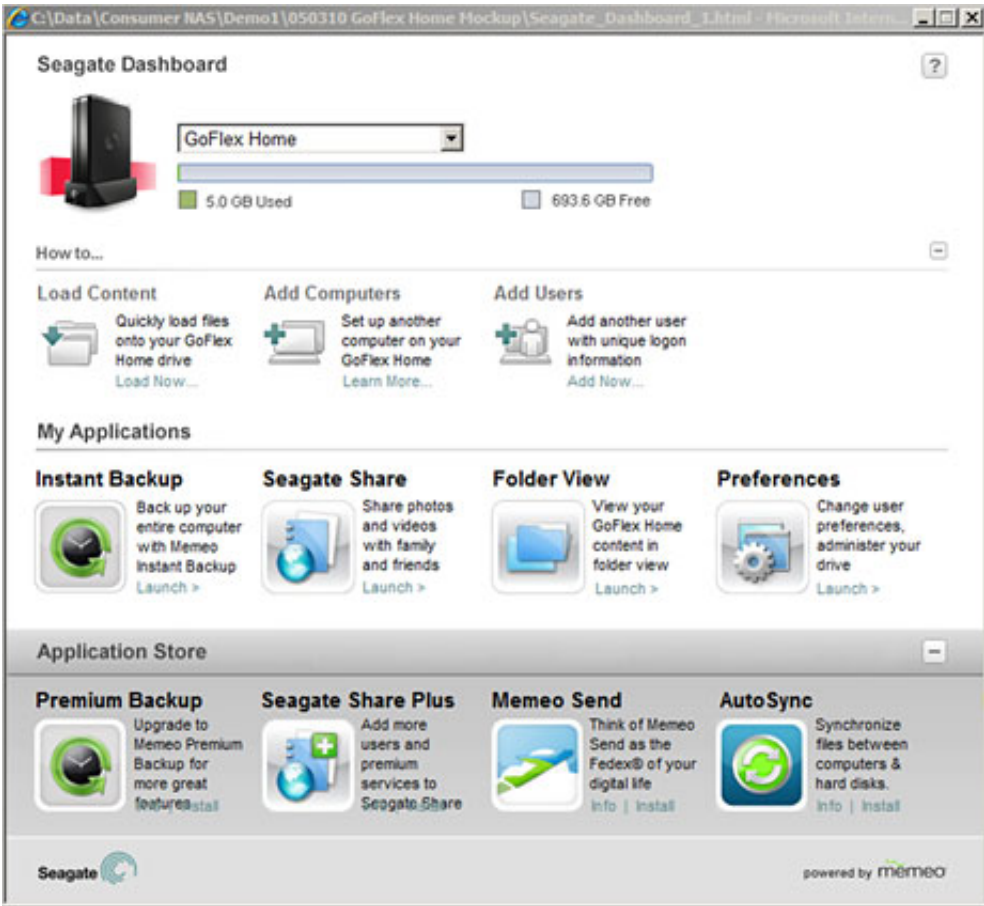 C:\Data\Consumer NAS\Demo1\050310 GoFlex Home Mockup\Seagate_Dashboard_1.html - Microsoft Intern...
Seagate Dashboard
?
GoFlex Home
5.0 GB Used
693.6 GB Free
How to...
Load Content
Quickly load files
onto your GoFlex
Home drive
Load Now...
Add Computers
Set up another
computer on your
GoFlex Home
Learn More...
Add Users
Add another user
with unique logon
information
Add Now...
My Applications
Instant Backup
Back up your
entire computer
with Memeo
Instant Backup
Launch >
Seagate Share
Share photos
and videos
with family
and friends
Launch >
Folder View
View your
GoFlex Home
content in
folder view
Launch >
Preferences
Change user
preferences,
administer your
drive
Launch >
Application Store
Premium Backup
Upgrade to
Memeo Premium
Backup for
more great
features
Install
Seagate Share Plus
Add more
users and
premium
services to
Seagate Share
Memeo Send
Think of Memeo
Send as the
Fedex® of your
digital life
Info | Install
AutoSync
Synchronize
files between
computers &
hard disks.
Info | Install
Seagate
powered by memeo